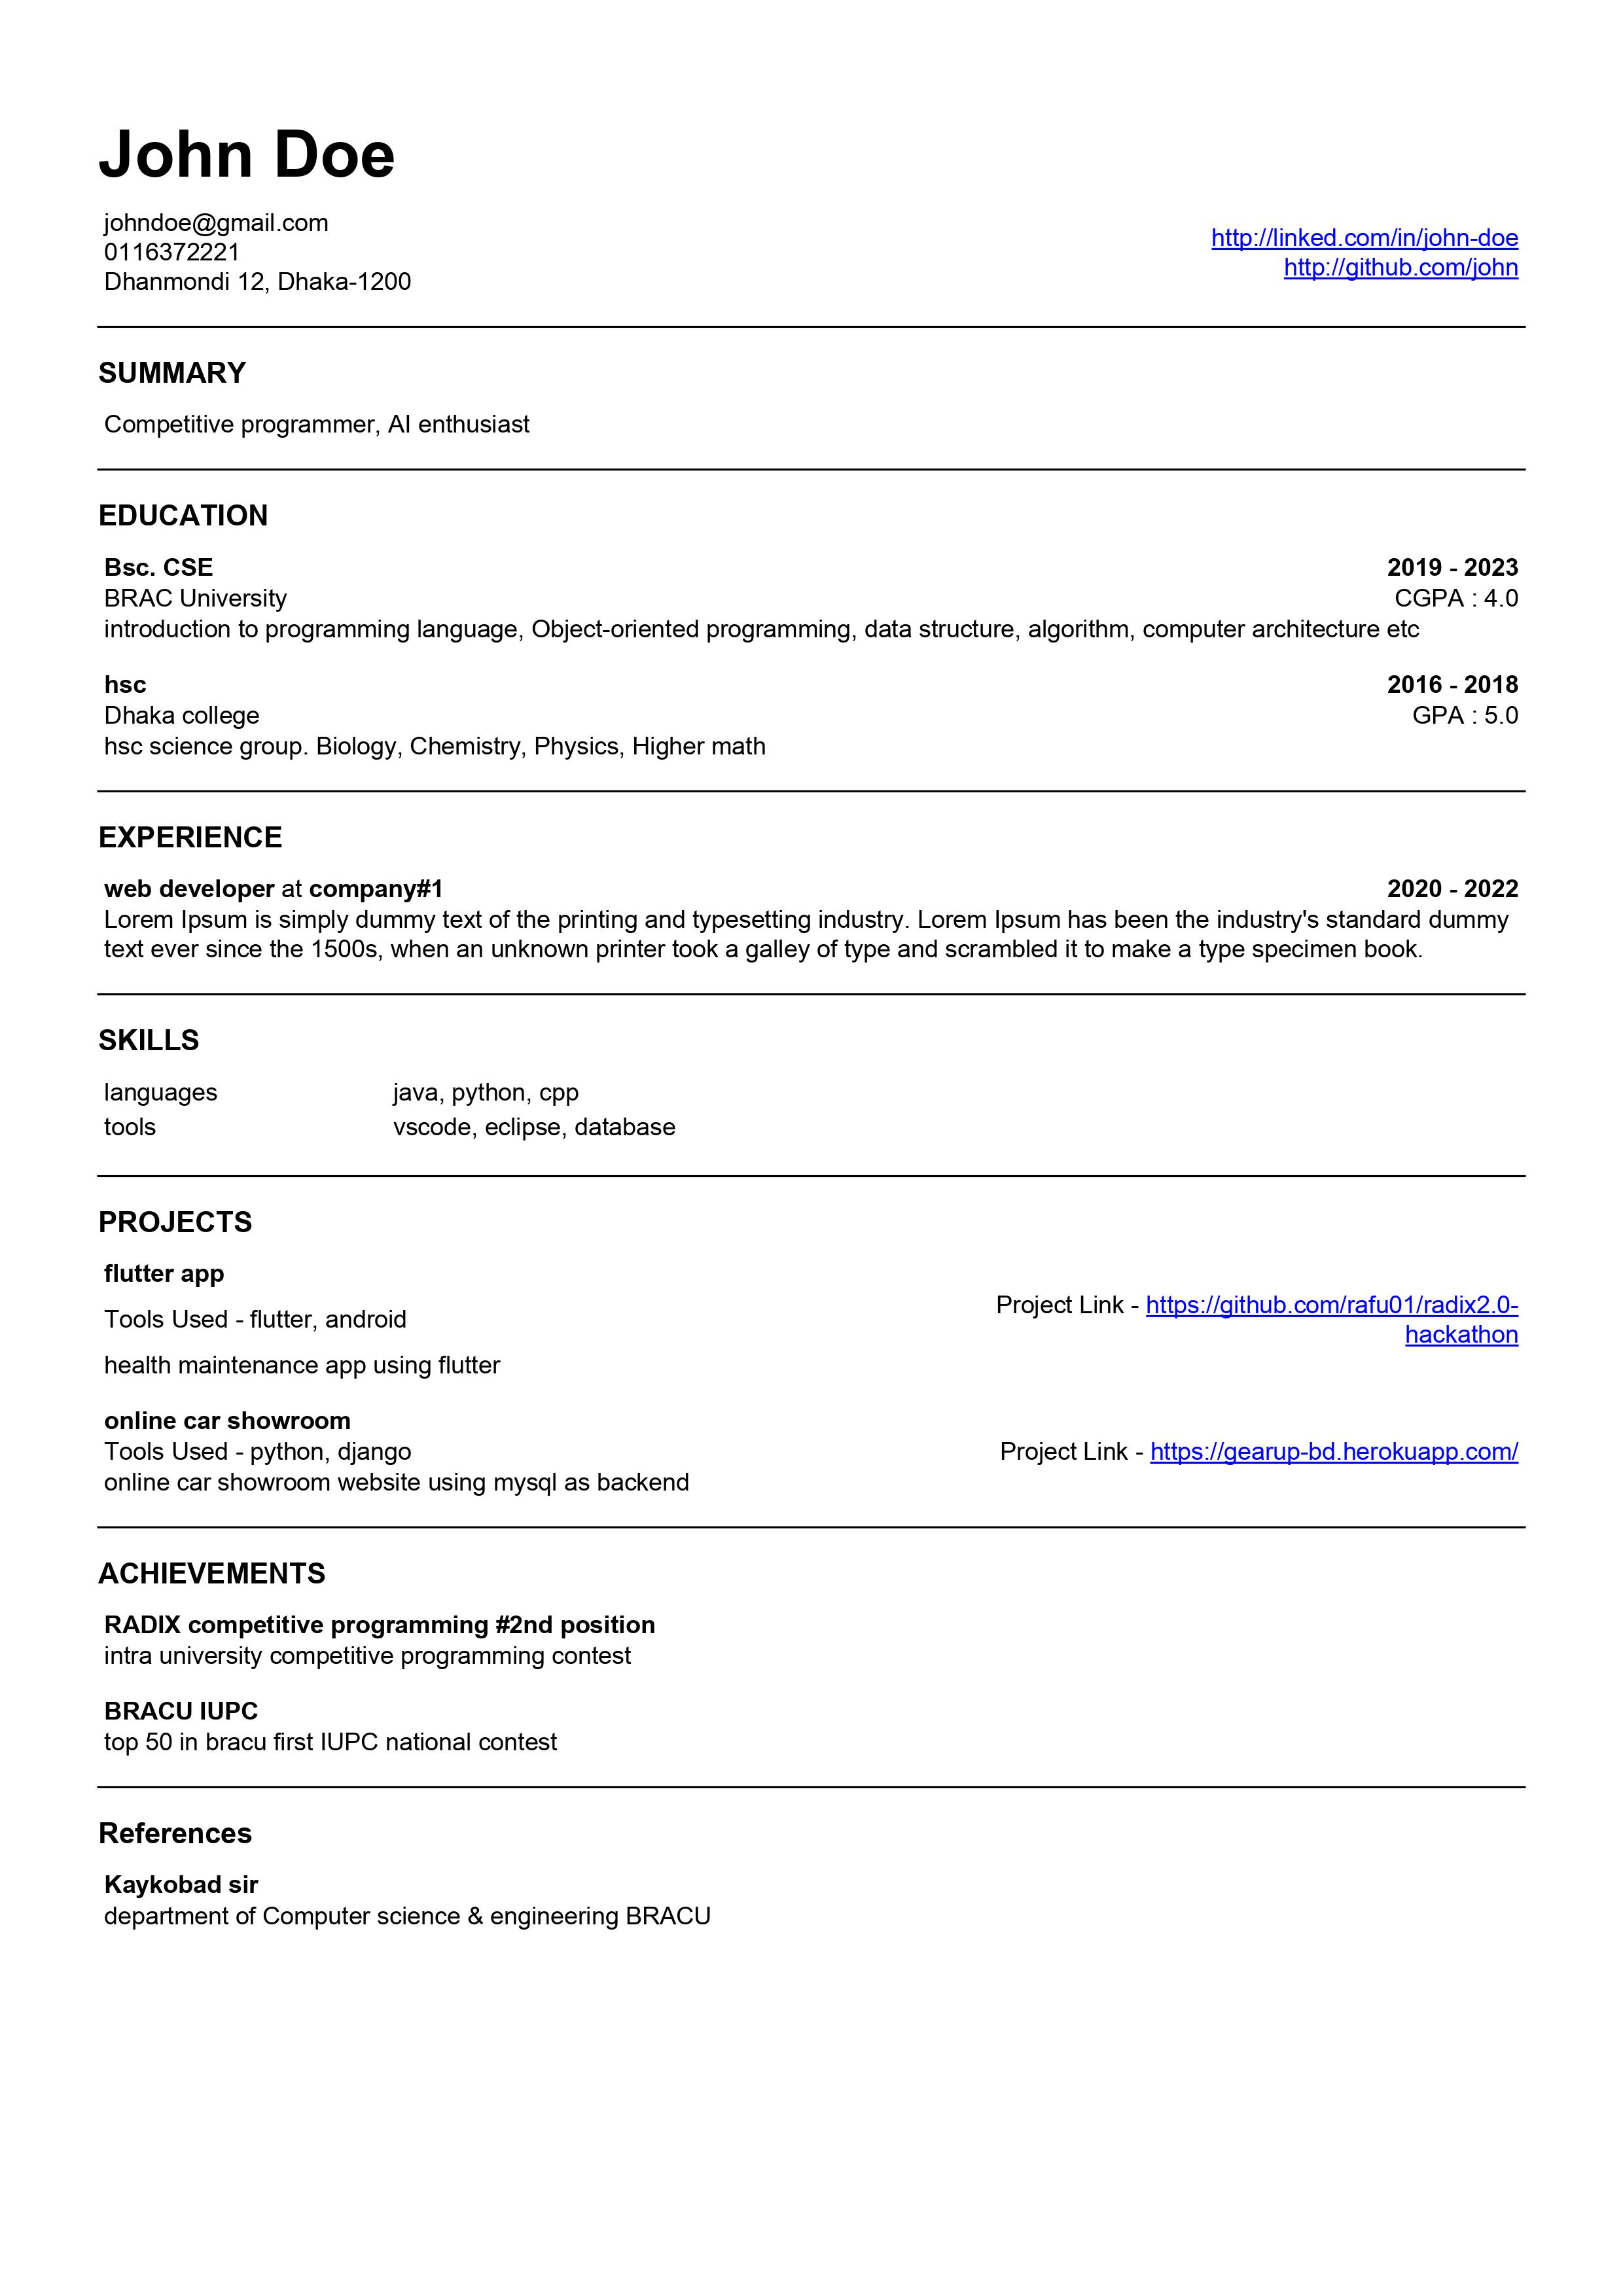 John Doe
johndoe@gmail.com
0116372221
Dhanmondi 12, Dhaka-1200
http://linked.com/in/john-doe
http://github.com/john
SUMMARY
Competitive programmer, AI enthusiast
EDUCATION
Bsc. CSE 2019 - 2023
BRAC University CGPA : 4.0
introduction to programming language, Object-oriented programming, data structure, algorithm, computer architecture etc
hsc 2016 - 2018
Dhaka college GPA : 5.0
hsc science group. Biology, Chemistry, Physics, Higher math
EXPERIENCE
web developer at company#1 2020 - 2022
Lorem Ipsum is simply dummy text of the printing and typesetting industry. Lorem Ipsum has been the industry's standard dummy
text ever since the 1500s, when an unknown printer took a galley of type and scrambled it to make a type specimen book.
SKILLS
languages java, python, cpp
tools vscode, eclipse, database
PROJECTS
flutter app
Tools Used - flutter, android
Project Link - https://github.com/rafu01/radix2.0-
hackathon
health maintenance app using flutter
online car showroom
Tools Used - python, django Project Link - https://gearup-bd.herokuapp.com/
online car showroom website using mysql as backend
ACHIEVEMENTS
RADIX competitive programming #2nd position
intra university competitive programming contest
BRACU IUPC
top 50 in bracu first IUPC national contest
References
Kaykobad sir
department of Computer science & engineering BRACU